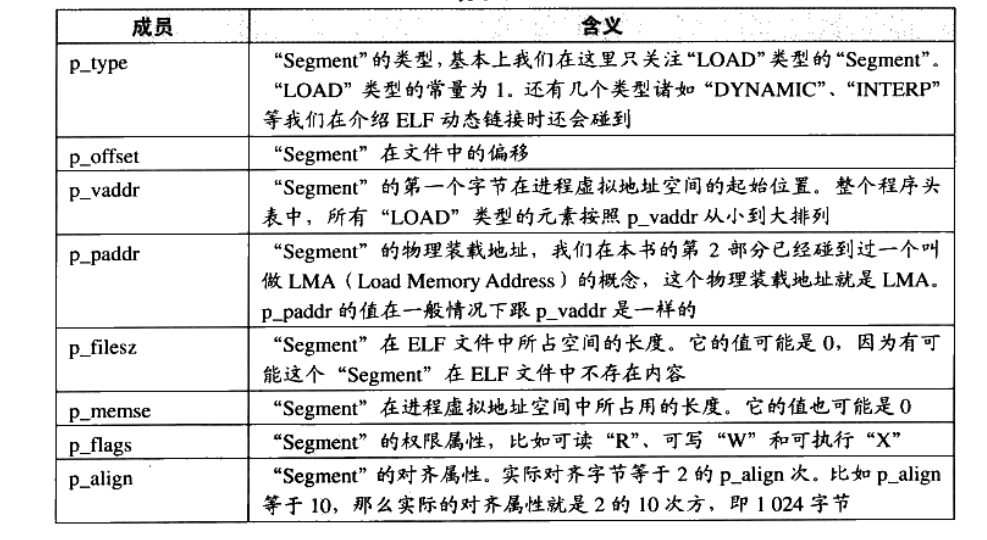 成员 含义
p_type “Segment”的类型，基本上我们在这里只关注“LOAD”类型的“Segment”。
“LOAD”类型的常量为 1。还有几个类型诸如“DYNAMIC”、“INTERP”
等我们在介绍 ELF 动态链接时还会碰到
p_offset “Segment”在文件中的偏移
p_vaddr “Segment”的第一个字节在进程虚拟地址空间的起始位置。整个程序头
表中，所有“LOAD”类型的元素按照 p_vaddr 从小到大排列
p_paddr “Segment”的物理装载地址，我们在本书的第 2 部分已经碰到过一个叫
做 LMA（Load Memory Address）的概念，这个物理装载地址就是 LMA。
p_paddr 的值在一般情况下跟 p_vaddr 是一样的
p_filesz “Segment”在 ELF 文件中所占空间的长度。它的值可能是 0，因为有可
能这个“Segment”在 ELF 文件中不存在内容
p_memse “Segment”在进程虚拟地址空间中所占用的长度。它的值也可能是 0
p_flags “Segment”的权限属性，比如可读“R”、可写“W”和可执行“X”
p_align “Segment”的对齐属性。实际对齐字节等于 2 的 p_align 次。比如 p_align
等于 10，那么实际的对齐属性就是 2 的 10 次方，即 1 024 字节